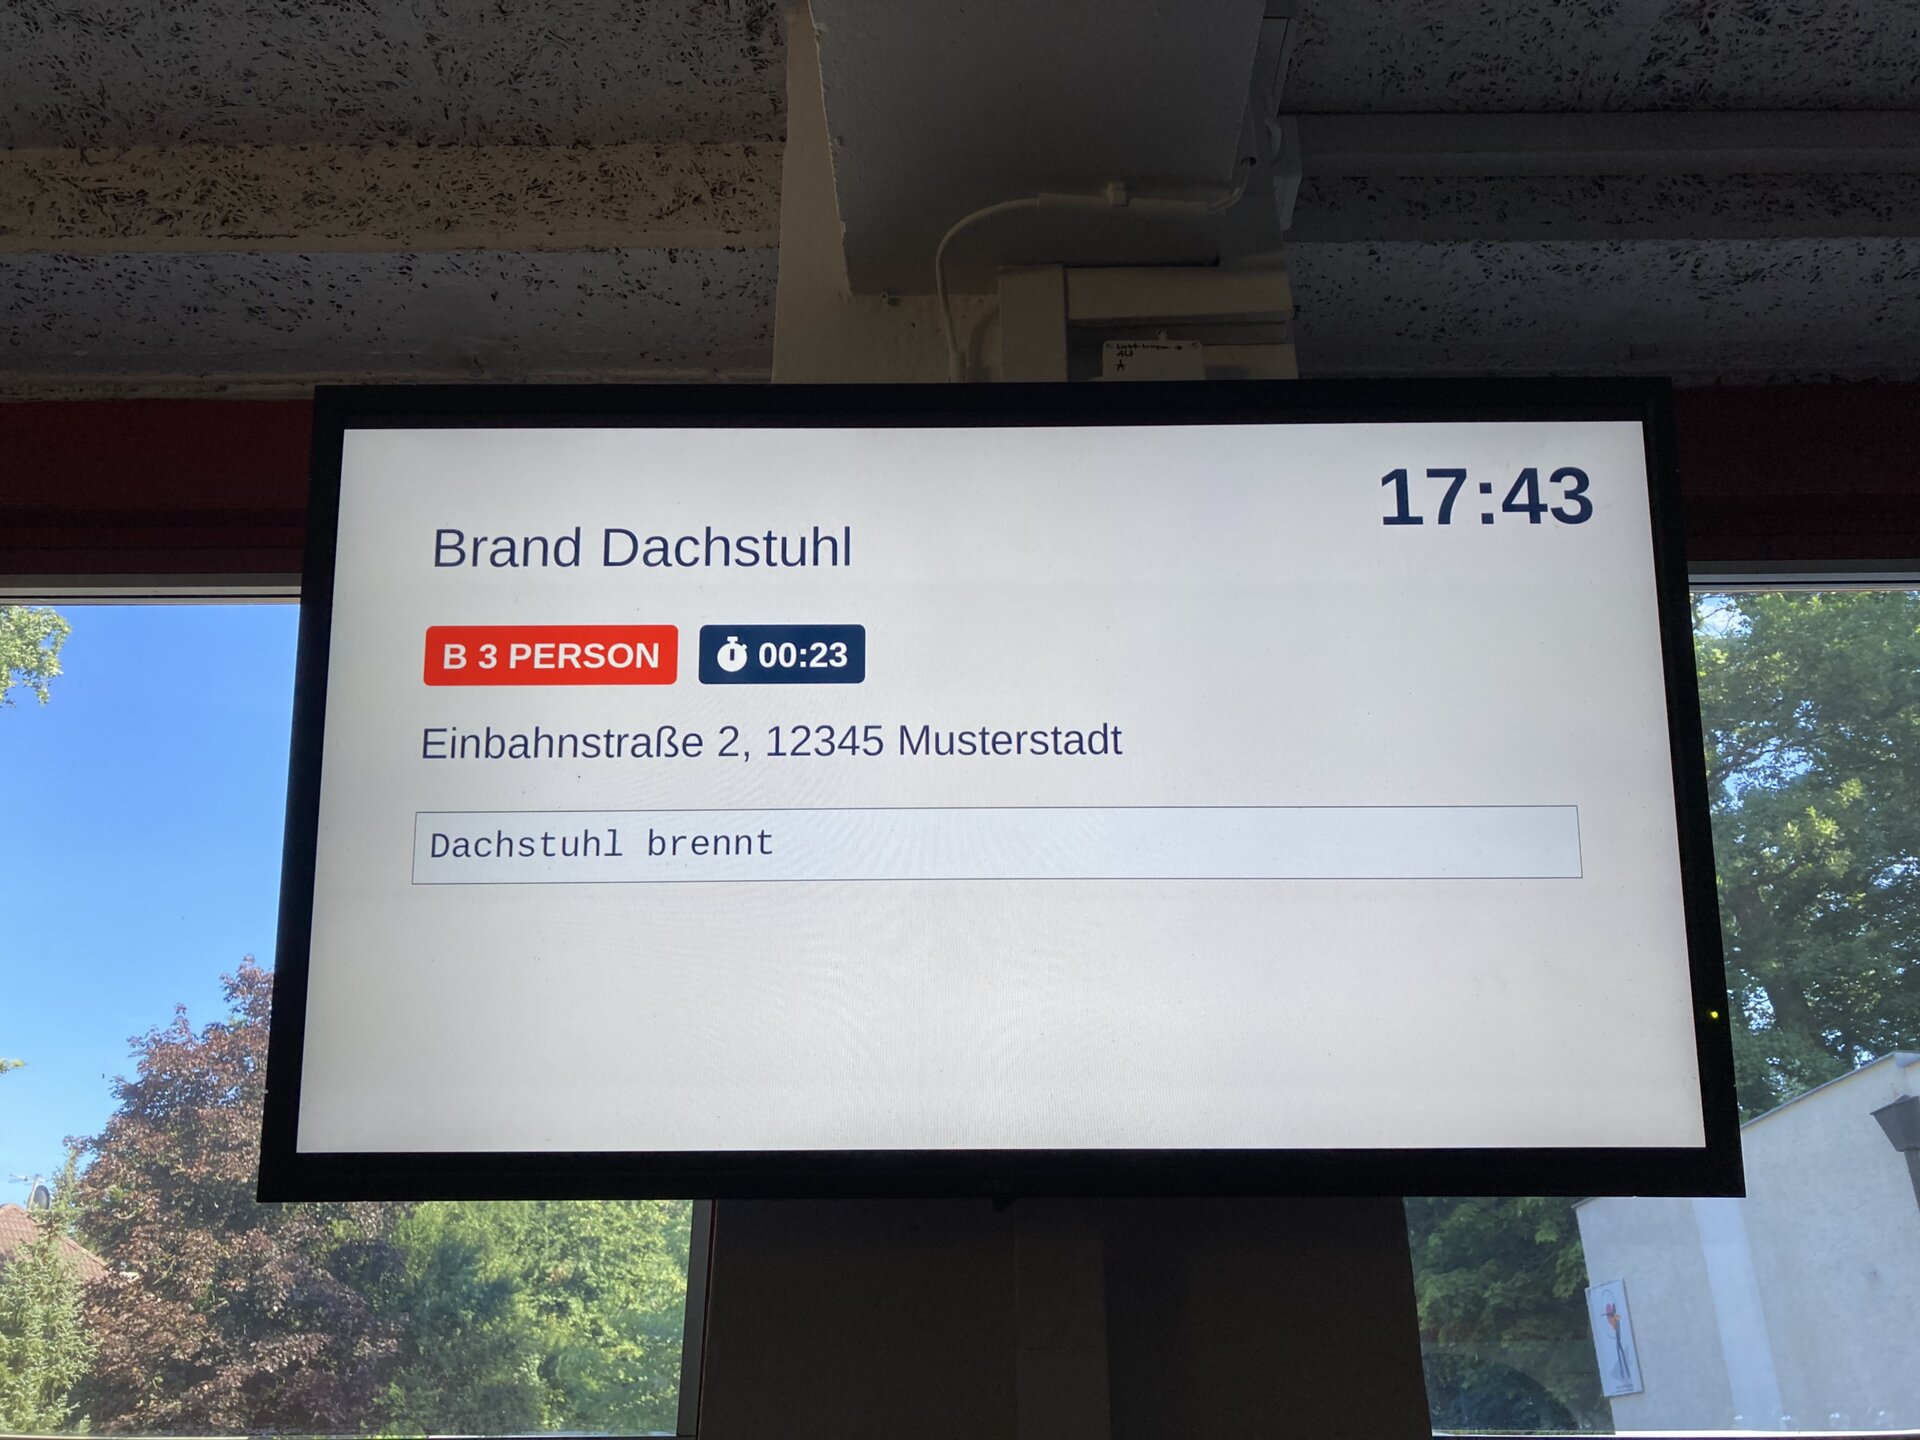 17:43
Brand Dachstuhl
B 3 PERSON 00:23
Einbahnstraße 2, 12345 Musterstadt
Dachstuhl brennt